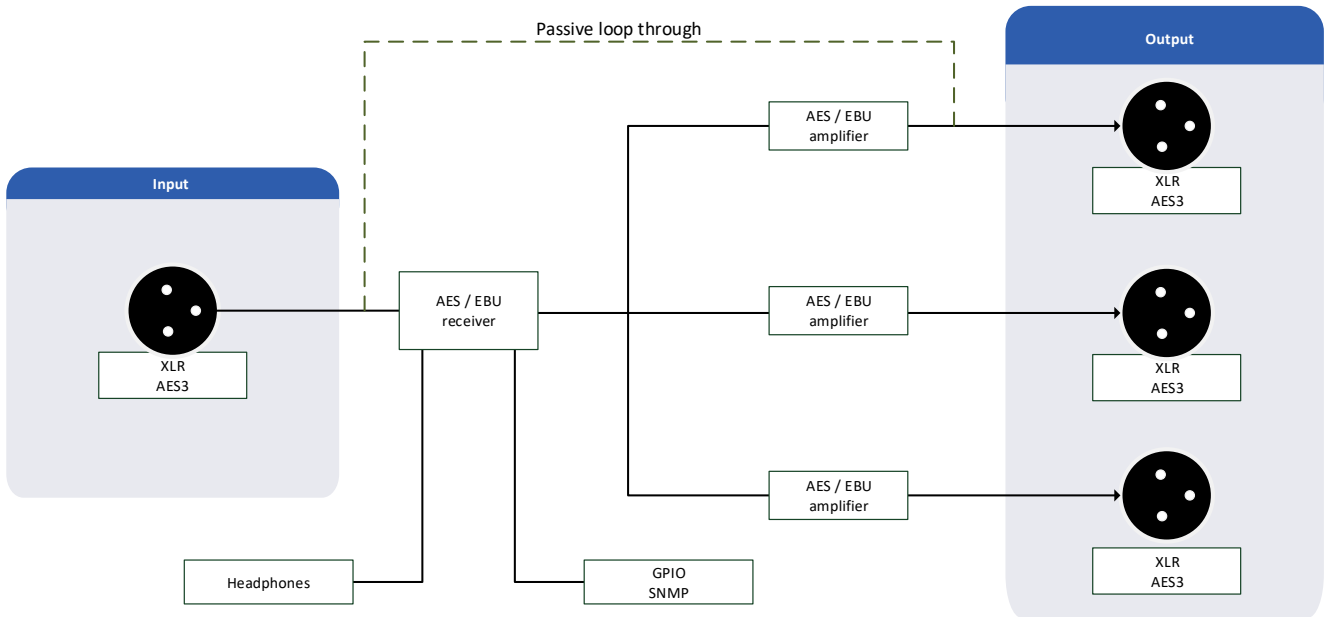 Passive loop through
Output
AES / EBU
amplifier
XLR
AES3
Input
AES / EBU
receiver
XLR
AES3
AES / EBU
amplifier
XLR
AES3
AES / EBU
amplifier
XLR
AES3
Headphones
GPIO
SNMP